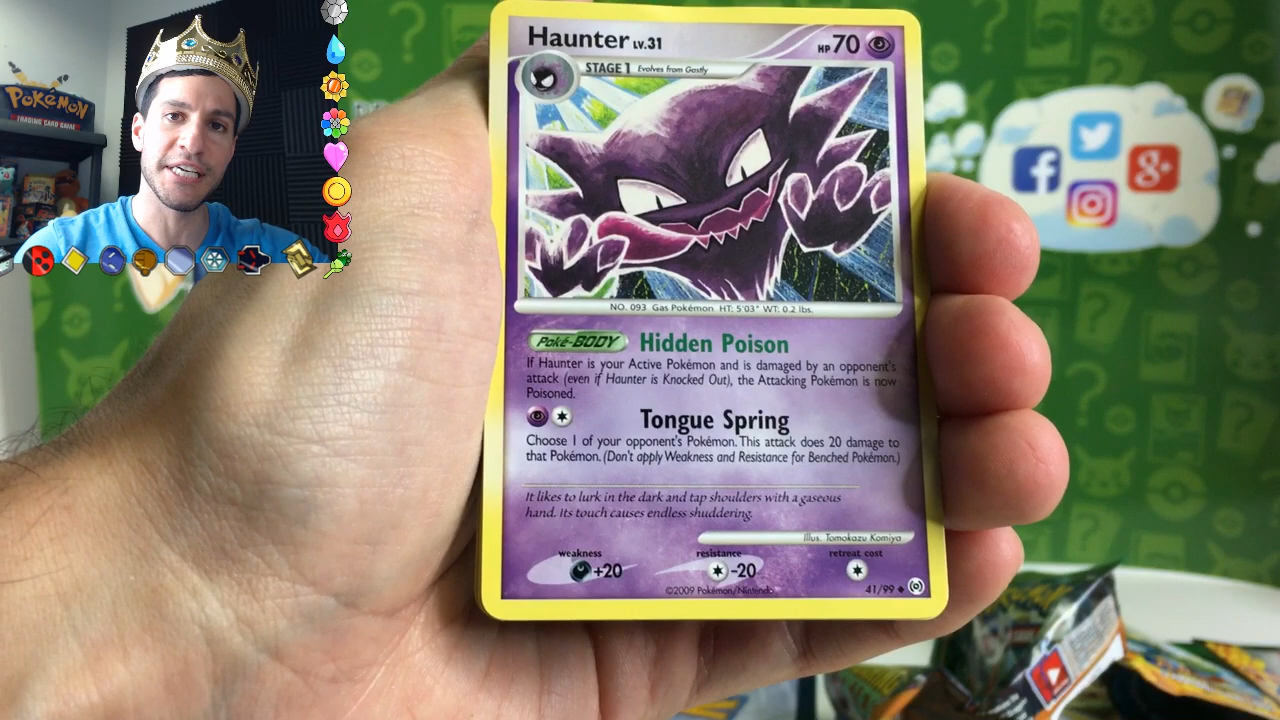 Pokémon
TRADING CARD GAME
Haunter LV.31
HP 70
STAGE 1 Evolves from Gastly
NO. 093 Gas Pokémon HT: 5'03" WT: 0.2 lbs.
Poké-BODY Hidden Poison
If Haunter is your Active Pokémon and is damaged by an opponent's
attack (even if Haunter is Knocked Out), the Attacking Pokémon is now
Poisoned.
Tongue Spring
Choose 1 of your opponent's Pokémon. This attack does 20 damage to
that Pokémon. (Don't apply Weakness and Resistance for Benched Pokémon.)
It likes to lurk in the dark and tap shoulders with a gaseous
hand. Its touch causes endless shuddering.
Illus. Tomokazu Komiya
weakness resistance retreat cost
+20 -20
©2009 Pokémon/Nintendo 41/99
f
g+
? ? ?